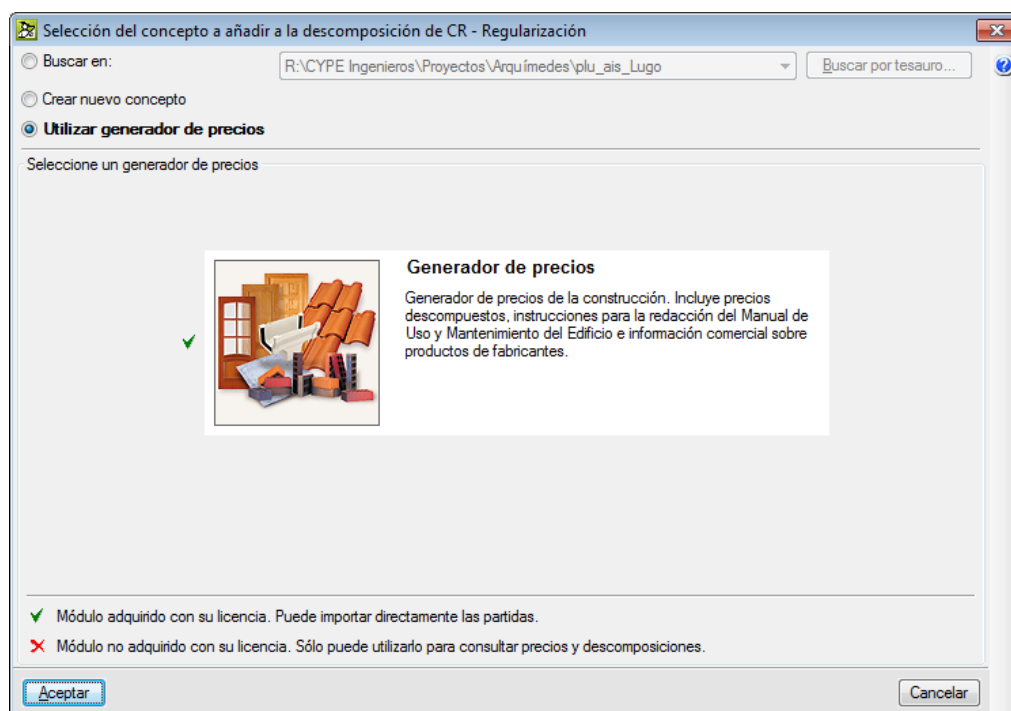 Selección del concepto a añadir a la descomposición de CR - Regularización
Buscar en:
R:\CYPE Ingenieros\Proyectos\Arquímedes\plu_ais_Lugo
Buscar por tesauro...
Crear nuevo concepto
Utilizar generador de precios
Seleccione un generador de precios
Generador de precios
Generador de precios de la construcción. Incluye precios
descompuestos, instrucciones para la redacción del Manual de
Uso y Mantenimiento del Edificio e información comercial sobre
productos de fabricantes.
Módulo adquirido con su licencia. Puede importar directamente las partidas.
Módulo no adquirido con su licencia. Sólo puede utilizarlo para consultar precios y descomposiciones.
Aceptar
Cancelar